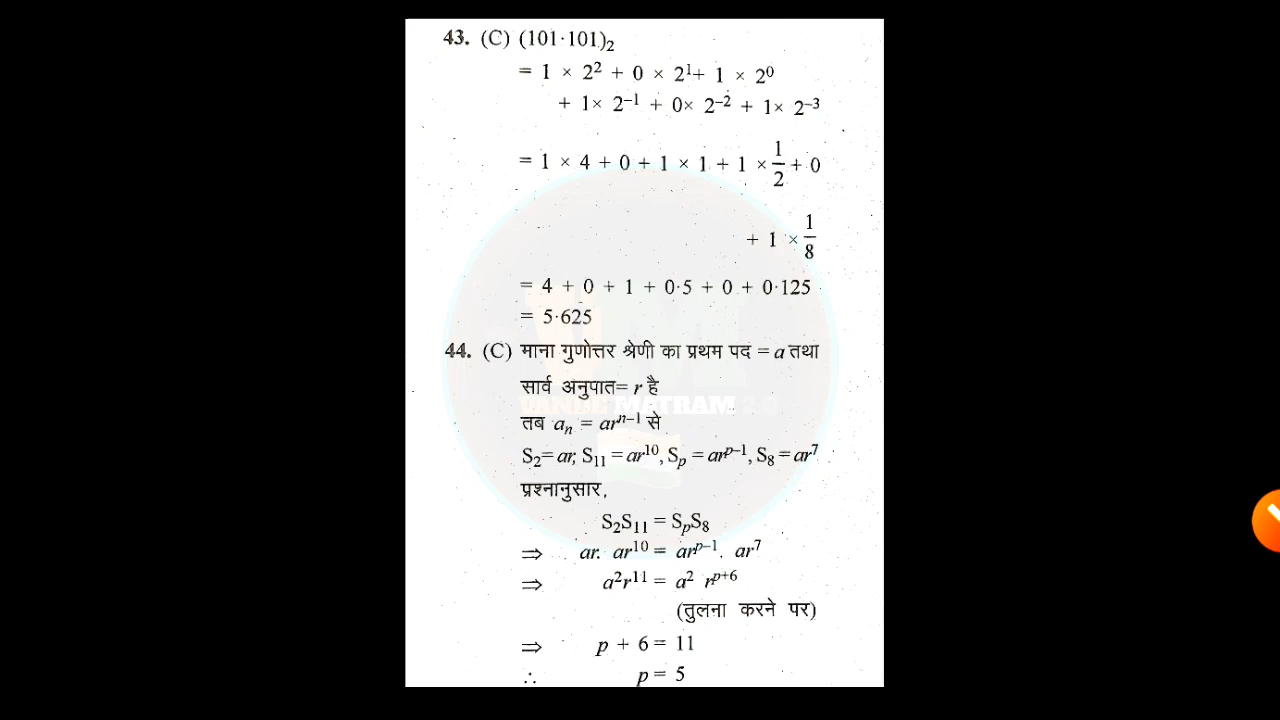 43. (C) (101·101)₂
= 1 × 2² + 0 × 2¹+ 1 × 2⁰
+ 1× 2⁻¹ + 0× 2⁻² + 1× 2⁻³
= 1 × 4 + 0 + 1 × 1 + 1 × 1/2 + 0
+ 1 × 1/8
= 4 + 0 + 1 + 0·5 + 0 + 0·125
= 5·625
44. (C) माना गुणोत्तर श्रेणी का प्रथम पद = a तथा
सार्व अनुपात= r है
VANDE MATRAM 2.0
तब aₙ = arⁿ⁻¹ से
S₂= ar; S₁₁ = ar¹⁰, Sₚ = arᵖ⁻¹, S₈ = ar⁷
प्रश्नानुसार,
S₂S₁₁ = SₚS₈
⇒ ar. ar¹⁰ = arᵖ⁻¹. ar⁷
⇒ a²r¹¹ = a² rᵖ⁺⁶
(तुलना करने पर)
⇒ p + 6 = 11
∴ p = 5